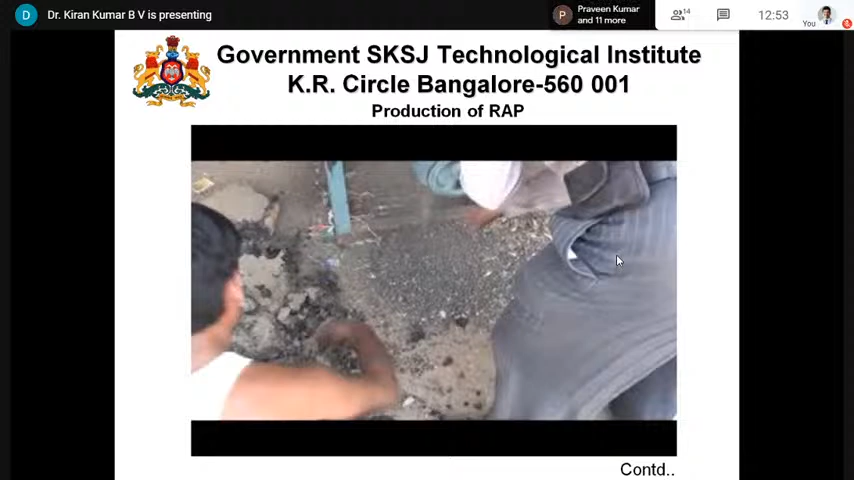 D Dr. Kiran Kumar B V is presenting
P Praveen Kumar
and 11 more
14
12:53
You
Government SKSJ Technological Institute
K.R. Circle Bangalore-560 001
Production of RAP
Contd..